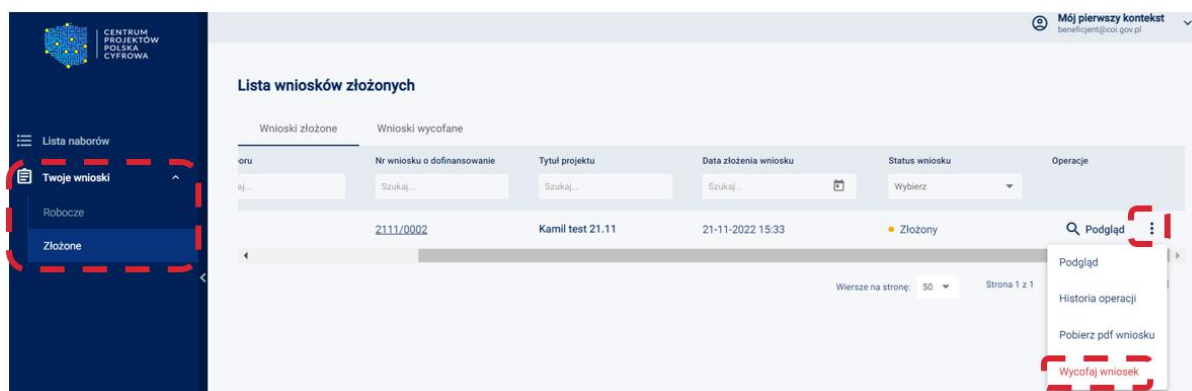 CENTRUM
PROJEKTÓW
POLSKA
CYFROWA
Mój pierwszy kontekst
beneficjent@coi.gov.pl
Lista naborów
Twoje wnioski
Robocze
Złożone
Lista wniosków złożonych
Wnioski złożone Wnioski wycofane
oru Nr wniosku o dofinansowanie Tytuł projektu Data złożenia wniosku Status wniosku Operacje
aj... Szukaj... Szukaj... Szukaj... Wybierz
2111/0002 Kamil test 21.11 21-11-2022 15:33 Złożony Podgląd
Wiersze na stronę: 50 Strona 1 z 1
Podgląd
Historia operacji
Pobierz pdf wniosku
Wycofaj wniosek